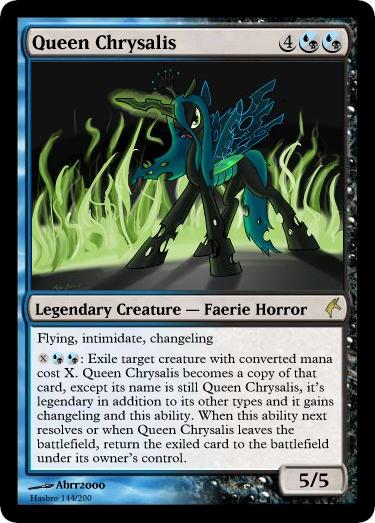 Queen Chrysalis 4
Legendary Creature — Faerie Horror
Flying, intimidate, changeling
X : Exile target creature with converted mana
cost X. Queen Chrysalis becomes a copy of that
card, except its name is still Queen Chrysalis, it's
legendary in addition to its other types and it gains
changeling and this ability. When this ability next
resolves or when Queen Chrysalis leaves the
battlefield, return the exiled card to the battlefield
under its owner's control.
5/5
Abrr2000
Hasbro 144/200